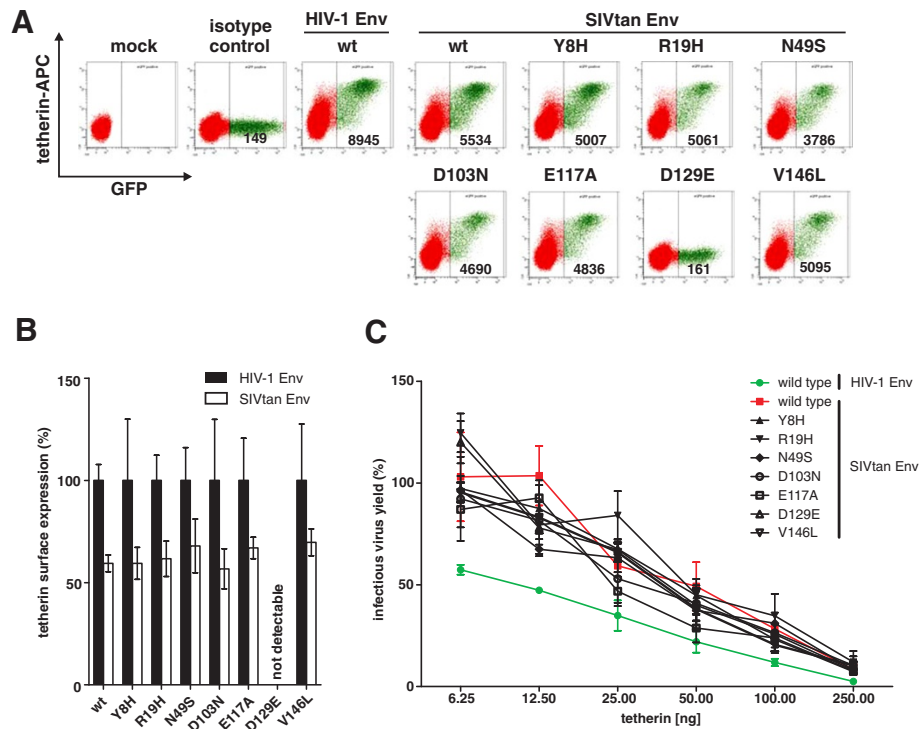 A
HIV-1 Env
SIVtan Env
mock
isotype
control
wt
wt
Y8H
R19H
N49S
tetherin-APC
149
8945
5534
5007
5061
3786
GFP
D103N
E117A
D129E
V146L
4690
4836
161
5095
B
HIV-1 Env
SIVtan Env
tetherin surface expression (%)
150
100
50
0
not detectable
wt
Y8H
R19H
N49S
D103N
E117A
D129E
V146L
C
infectious virus yield (%)
150
100
50
0
6.25
12.50
25.00
50.00
100.00
250.00
tetherin [ng]
wild type
HIV-1 Env
wild type
Y8H
R19H
N49S
D103N
E117A
D129E
V146L
SIVtan Env